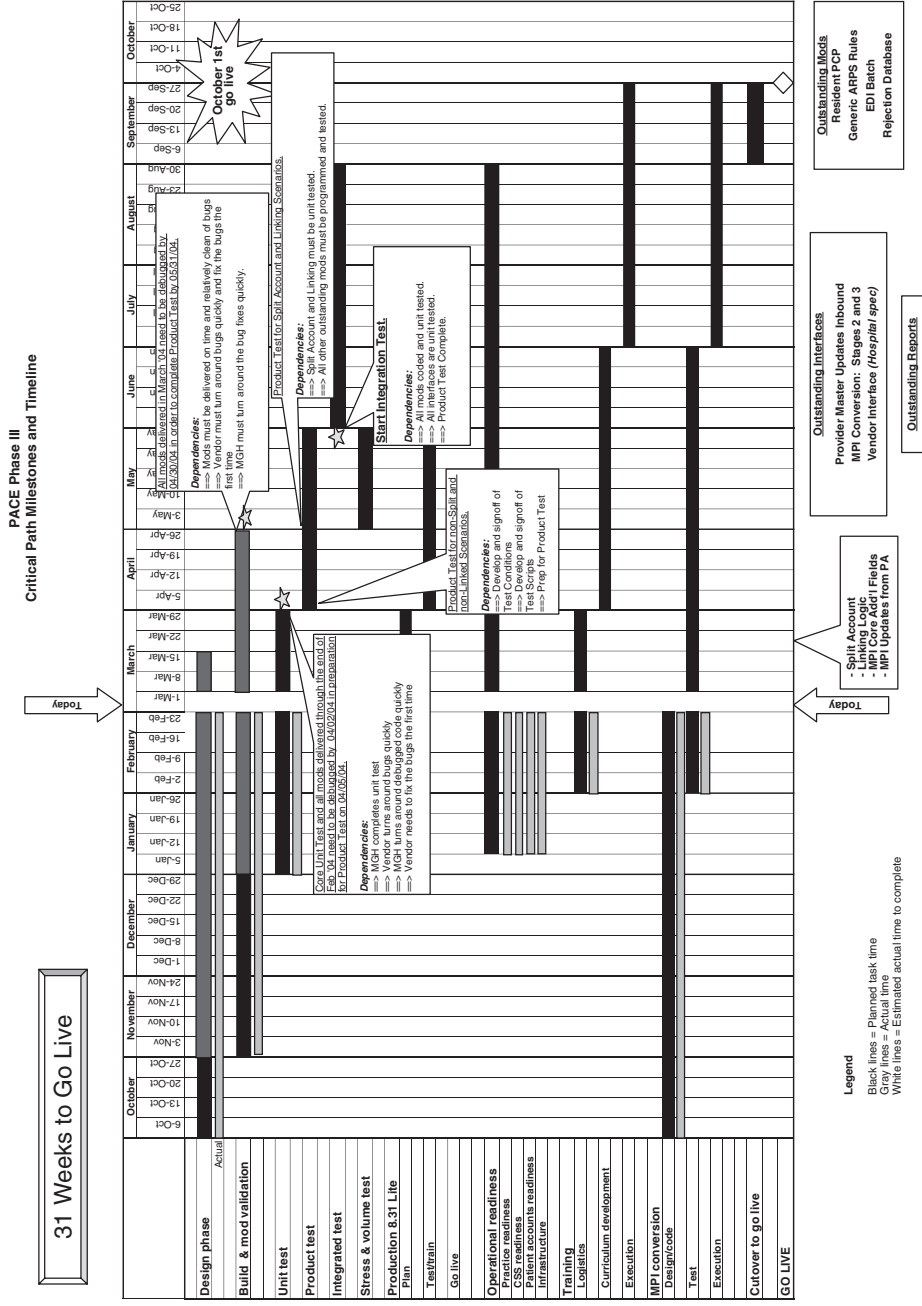 PACE Phase III
Critical Path Milestones and Timeline
31 Weeks to Go Live
Today
October
November
December
January
February
March
April
May
June
July
August
September
October
6-Oct
13-Oct
20-Oct
27-Oct
3-Nov
10-Nov
17-Nov
24-Nov
1-Dec
8-Dec
15-Dec
22-Dec
29-Dec
5-Jan
12-Jan
19-Jan
26-Jan
2-Feb
9-Feb
16-Feb
23-Feb
1-Mar
8-Mar
15-Mar
22-Mar
29-Mar
5-Apr
12-Apr
19-Apr
26-Apr
3-May
10-May
23-Aug
30-Aug
6-Sep
13-Sep
20-Sep
27-Sep
4-Oct
11-Oct
18-Oct
25-Oct
Design phase
Actual
Build & mod validation
Unit test
Product test
Integrated test
Stress & volume test
Production 8.31 Lite
Plan
Test/train
Go live
Operational readiness
Practice readiness
CSS readiness
Patient accounts readiness
Infrastructure
Training
Logistics
Curriculum development
Execution
MPI conversion
Design/code
Test
Execution
Cutover to go live
GO LIVE
October 1st
go live
All mods delivered in March '04 need to be debugged by
04/30/04 in order to complete Product Test by 05/31/04.
Dependencies:
==> Mods must be delivered on time and relatively clean of bugs
==> Vendor must turn around bugs quickly and fix the bugs the
first time
==> MGH must turn around the bug fixes quickly.
Product Test for Split Account and Linking Scenarios.
Dependencies:
==> Split Account and Linking must be unit tested.
==> All other outstanding mods must be programmed and tested.
Start Integration Test.
Dependencies:
==> All mods coded and unit tested.
==> All interfaces are unit tested.
==> Product Test Complete.
Product Test for non-Split and
non-Linked Scenarios.
Dependencies:
==> Develop and signoff of
Test Conditions
==> Develop and signoff of
Test Scripts
==> Prep for Product Test
Core Unit Test and all mods delivered through the end of
Feb '04 need to be debugged by 04/02/04 in preparation
for Product Test on 04/05/04.
Dependencies:
==> MGH completes unit test
==> Vendor turns around bugs quickly
==> MGH turns around debugged code quickly
==> Vendor needs to fix the bugs the first time
Today
Legend
Black lines = Planned task time
Gray lines = Actual time
White lines = Estimated actual time to complete
- Split Account
- Linking Logic
- MPI Core Add'l Fields
- MPI Updates from PA
Outstanding Interfaces
Provider Master Updates Inbound
MPI Conversion: Stages 2 and 3
Vendor Interface (Hospital spec)
Outstanding Mods
Resident PCP
Generic ARPS Rules
EDI Batch
Rejection Database
Outstanding Reports